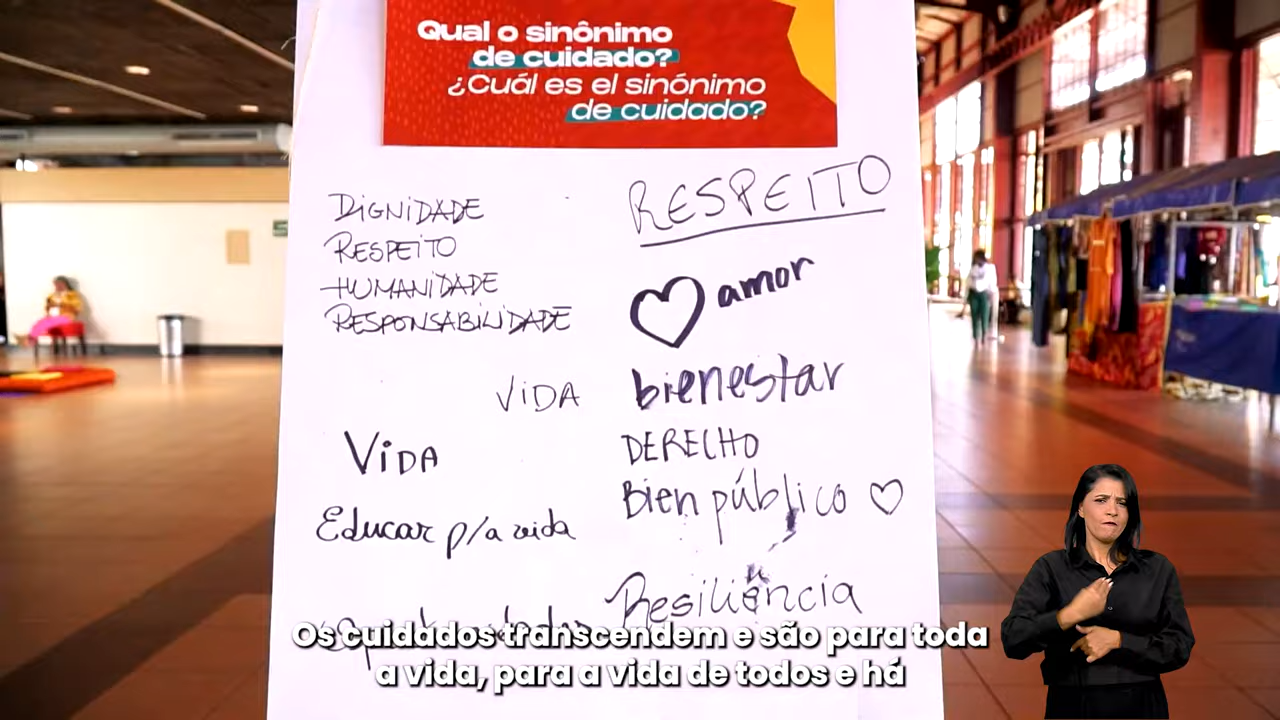 Qual o sinônimo
de cuidado?
¿Cuál es el sinónimo
de cuidado?
DIGNIDADE
RESPEITO
HUMANIDADE
RESPONSABILIDADE
VIDA
VIDA
Educar p/a vida
RESPEITO
amor
bienestar
DERECHO
Bien público
Resiliência
Os cuidados transcendem e são para toda
a vida, para a vida de todos e há